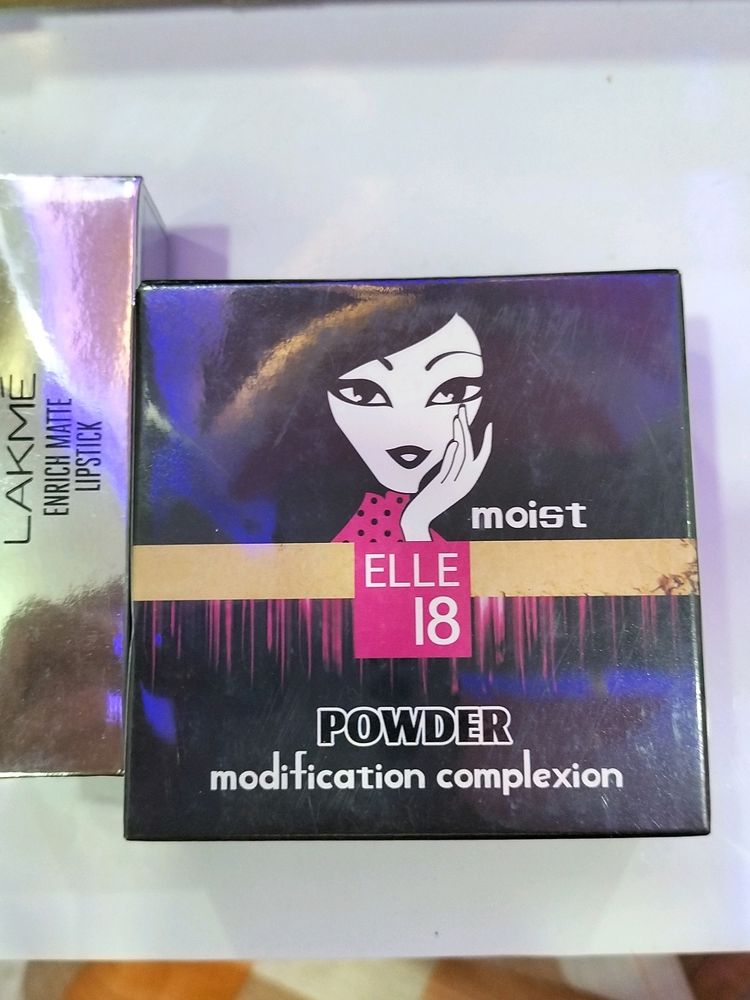 LAKMĒ
ENRICH MATTE
LIPSTICK
moist
ELLE
18
POWDER
modification complexion